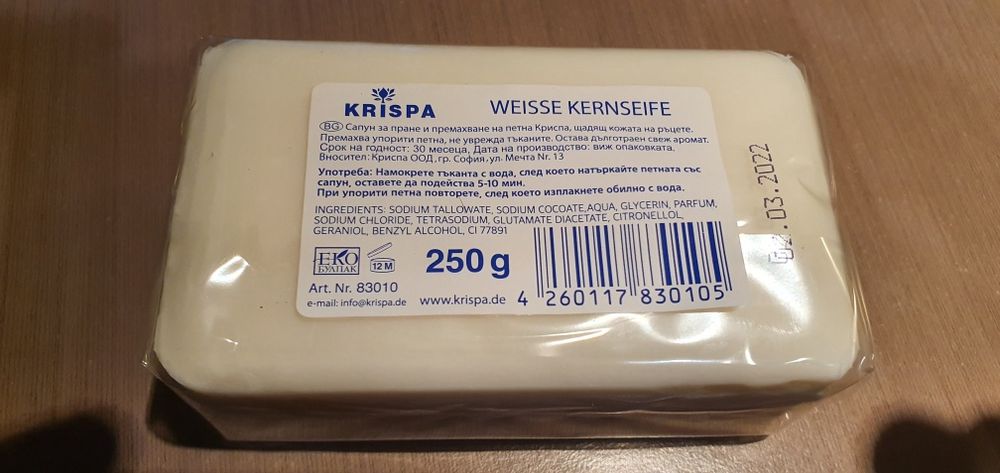 KRISPA
WEISSE KERNSEIFE
BG Сапун за пране и премахване на петна Криспа, щадящ кожата на ръцете.
Премахва упорити петна, не уврежда тъканите. Остава дълготраен свеж аромат.
Срок на годност: 30 месеца. Дата на производство: виж опаковката.
Вносител: Криспа ООД, гр. София, ул. Мечта Nr. 13
Употреба: Намокрете тъканта с вода, след което натъркайте петната със
сапун, оставете да подейства 5-10 мин.
При упорити петна повторете, след което изплакнете обилно с вода.
INGREDIENTS: SODIUM TALLOWATE, SODIUM COCOATE,AQUA, GLYCERIN, PARFUM,
SODIUM CHLORIDE, TETRASODIUM, GLUTAMATE DIACETATE, CITRONELLOL,
GERANIOL, BENZYL ALCOHOL, CI 77891
ЕКО
БУЛПАК
12 M
250 g
Art. Nr. 83010
e-mail: info@krispa.de
www.krispa.de
4 260117 830105
02.03.2022